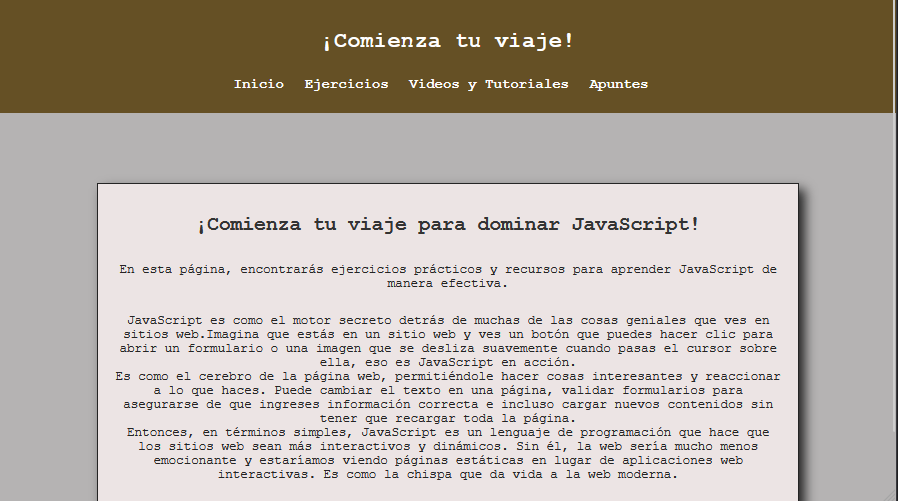 ¡Comienza tu viaje!
Inicio Ejercicios Videos y Tutoriales Apuntes
¡Comienza tu viaje para dominar JavaScript!
En esta página, encontrarás ejercicios prácticos y recursos para aprender JavaScript de
manera efectiva.
JavaScript es como el motor secreto detrás de muchas de las cosas geniales que ves en
sitios web.Imagina que estás en un sitio web y ves un botón que puedes hacer clic para
abrir un formulario o una imagen que se desliza suavemente cuando pasas el cursor sobre
ella, eso es JavaScript en acción.
Es como el cerebro de la página web, permitiéndole hacer cosas interesantes y reaccionar
a lo que haces. Puede cambiar el texto en una página, validar formularios para
asegurarse de que ingreses información correcta e incluso cargar nuevos contenidos sin
tener que recargar toda la página.
Entonces, en términos simples, JavaScript es un lenguaje de programación que hace que
los sitios web sean más interactivos y dinámicos. Sin él, la web sería mucho menos
emocionante y estaríamos viendo páginas estáticas en lugar de aplicaciones web
interactivas. Es como la chispa que da vida a la web moderna.